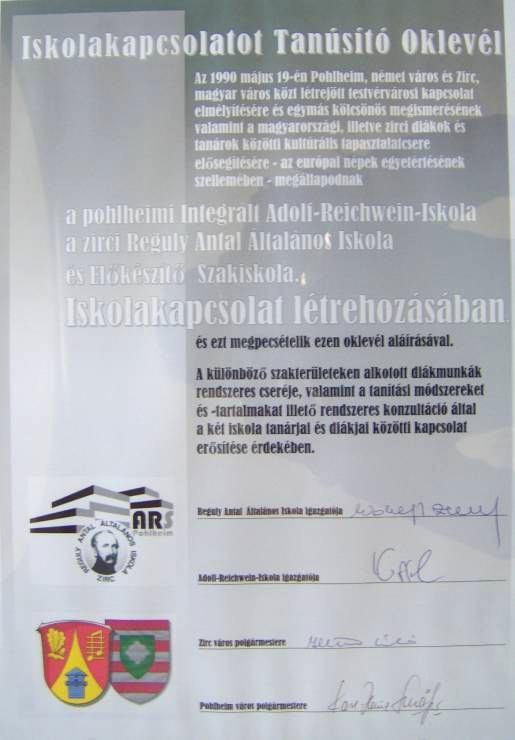 Iskolakapcsolatot Tanúsító Oklevél
Az 1990 május 19-én Pohlheim, német város és Zirc,
magyar város közt létrejött testvérvárosi kapcsolat
elmélyítésére és egymás kölcsönös megismerésének
valamint a magyarországi, illetve zirci diákok és
tanárok közötti kulturális tapasztalatcsere
elősegítésére - az európai népek egyetértésének
szellemében - megállapodnak
a pohlheimi Integralt Adolf-Reichwein-Iskola
a zirci Reguly Antal Általános Iskola
és Előkészítő Szakiskola.
Iskolakapcsolat létrehozásában
és ezt megpecsételik ezen oklevél aláírásával.
A különböző szakterületeken alkotott diákmunkák
rendszeres cseréje, valamint a tanítási módszereket
és -tartalmakat illető rendszeres konzultáció által
a két iskola tanárjai és diákjai közötti kapcsolat
erősítése érdekében.
ARS
Pohlheim
REGULY ANTAL ÁLTALÁNOS ISKOLA
ZIRC
Reguly Antal Általános Iskola igazgatója
Adolf-Reichwein-Iskola igazgatója
Zirc város polgármestere
Pohlheim város polgármestere